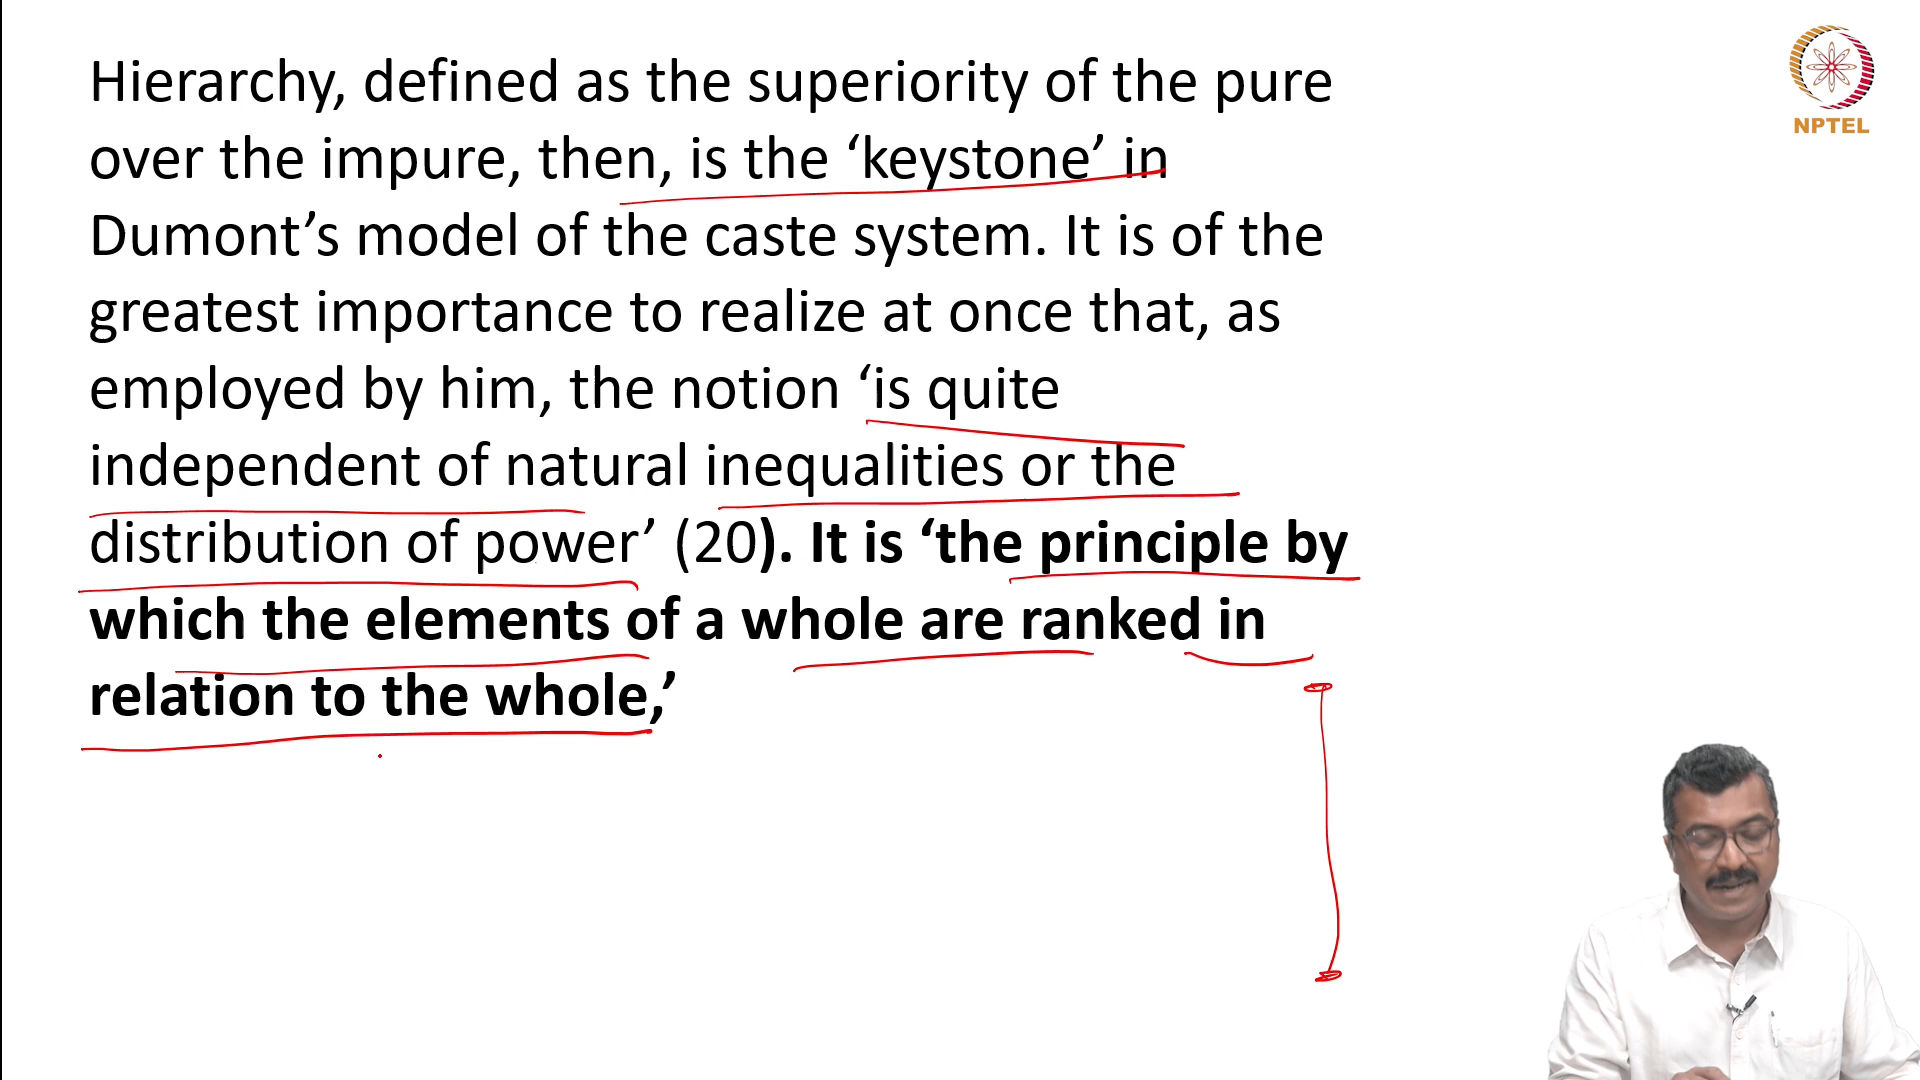 Hierarchy, defined as the superiority of the pure
over the impure, then, is the ‘keystone’ in
Dumont’s model of the caste system. It is of the
greatest importance to realize at once that, as
employed by him, the notion ‘is quite
independent of natural inequalities or the
distribution of power’ (20). It is ‘the principle by
which the elements of a whole are ranked in
relation to the whole,’
NPTEL